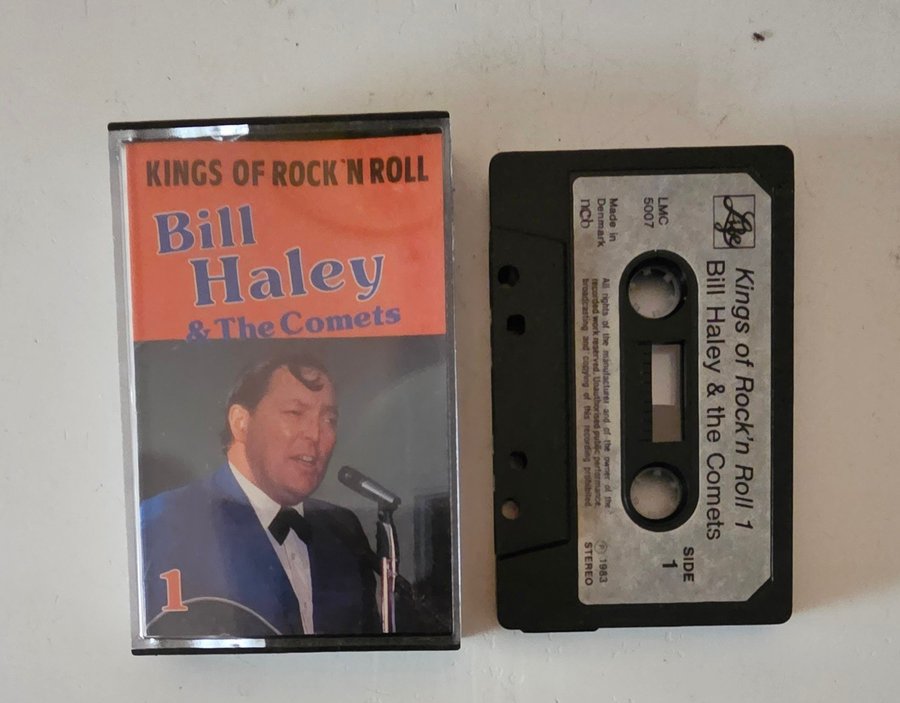 KINGS OF ROCK'N ROLL
Bill
Haley
& The Comets
1
Life
Kings of Rock'n Roll 1
Bill Haley & the Comets
LMC
5007
SIDE
1
Made in
Denmark
ncb
All rights of the manufacturer and of the owner of the
recorded work reserved. Unauthorised public performance,
broadcasting and copying of this recording prohibited.
℗ 1983
STEREO